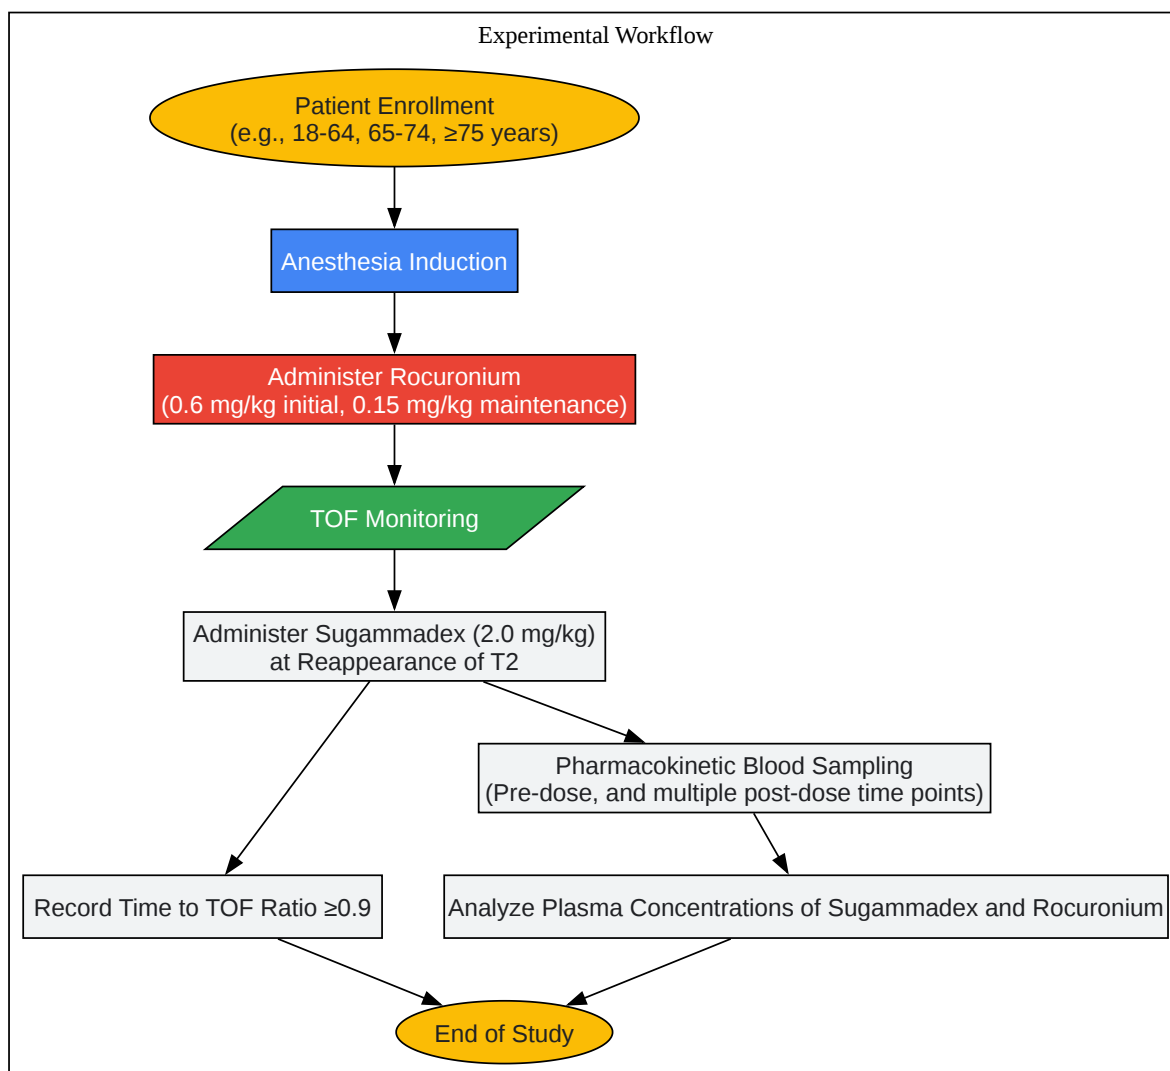 Experimental Workflow
Patient Enrollment
(e.g., 18-64, 65-74, ≥75 years)
Anesthesia Induction
Administer Rocuronium
(0.6 mg/kg initial, 0.15 mg/kg maintenance)
TOF Monitoring
Administer Sugammadex (2.0 mg/kg)
at Reappearance of T2
Pharmacokinetic Blood Sampling
(Pre-dose, and multiple post-dose time points)
Record Time to TOF Ratio ≥0.9
Analyze Plasma Concentrations of Sugammadex and Rocuronium
End of Study